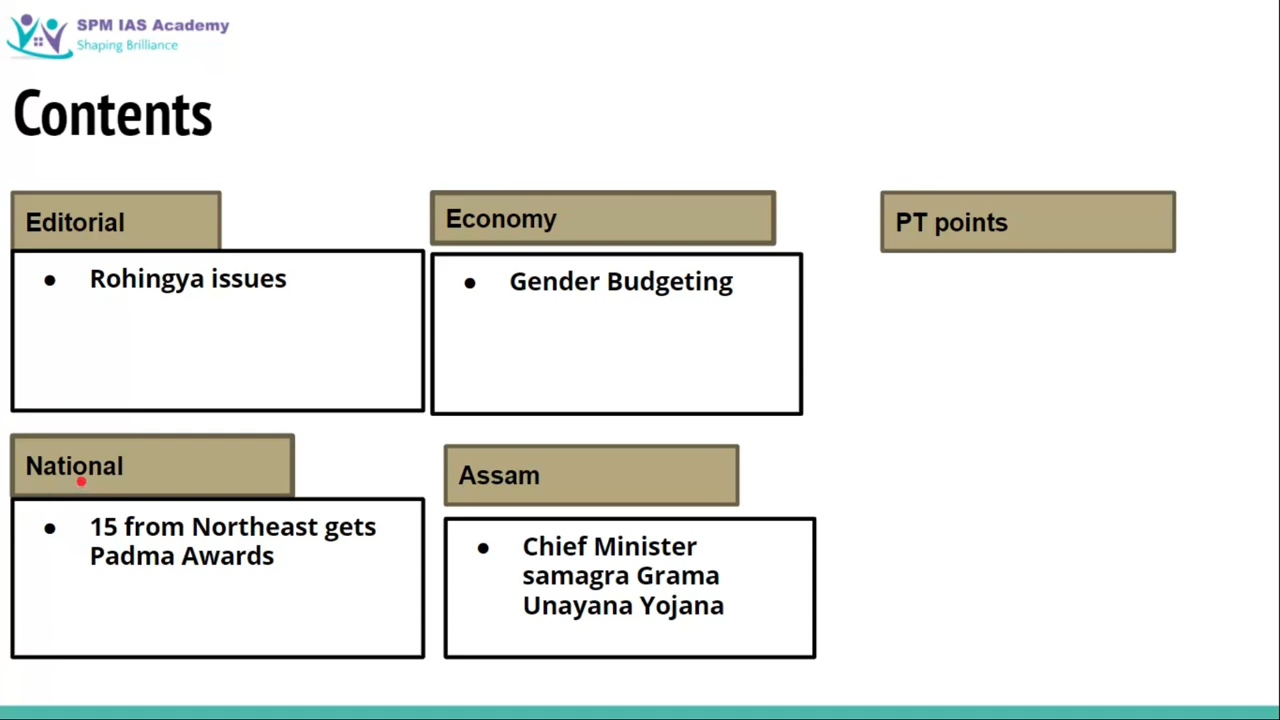 SPM IAS Academy
Shaping Brilliance
Contents
Editorial
● Rohingya issues
Economy
● Gender Budgeting
PT points
National
● 15 from Northeast gets
Padma Awards
Assam
● Chief Minister
samagra Grama
Unayana Yojana